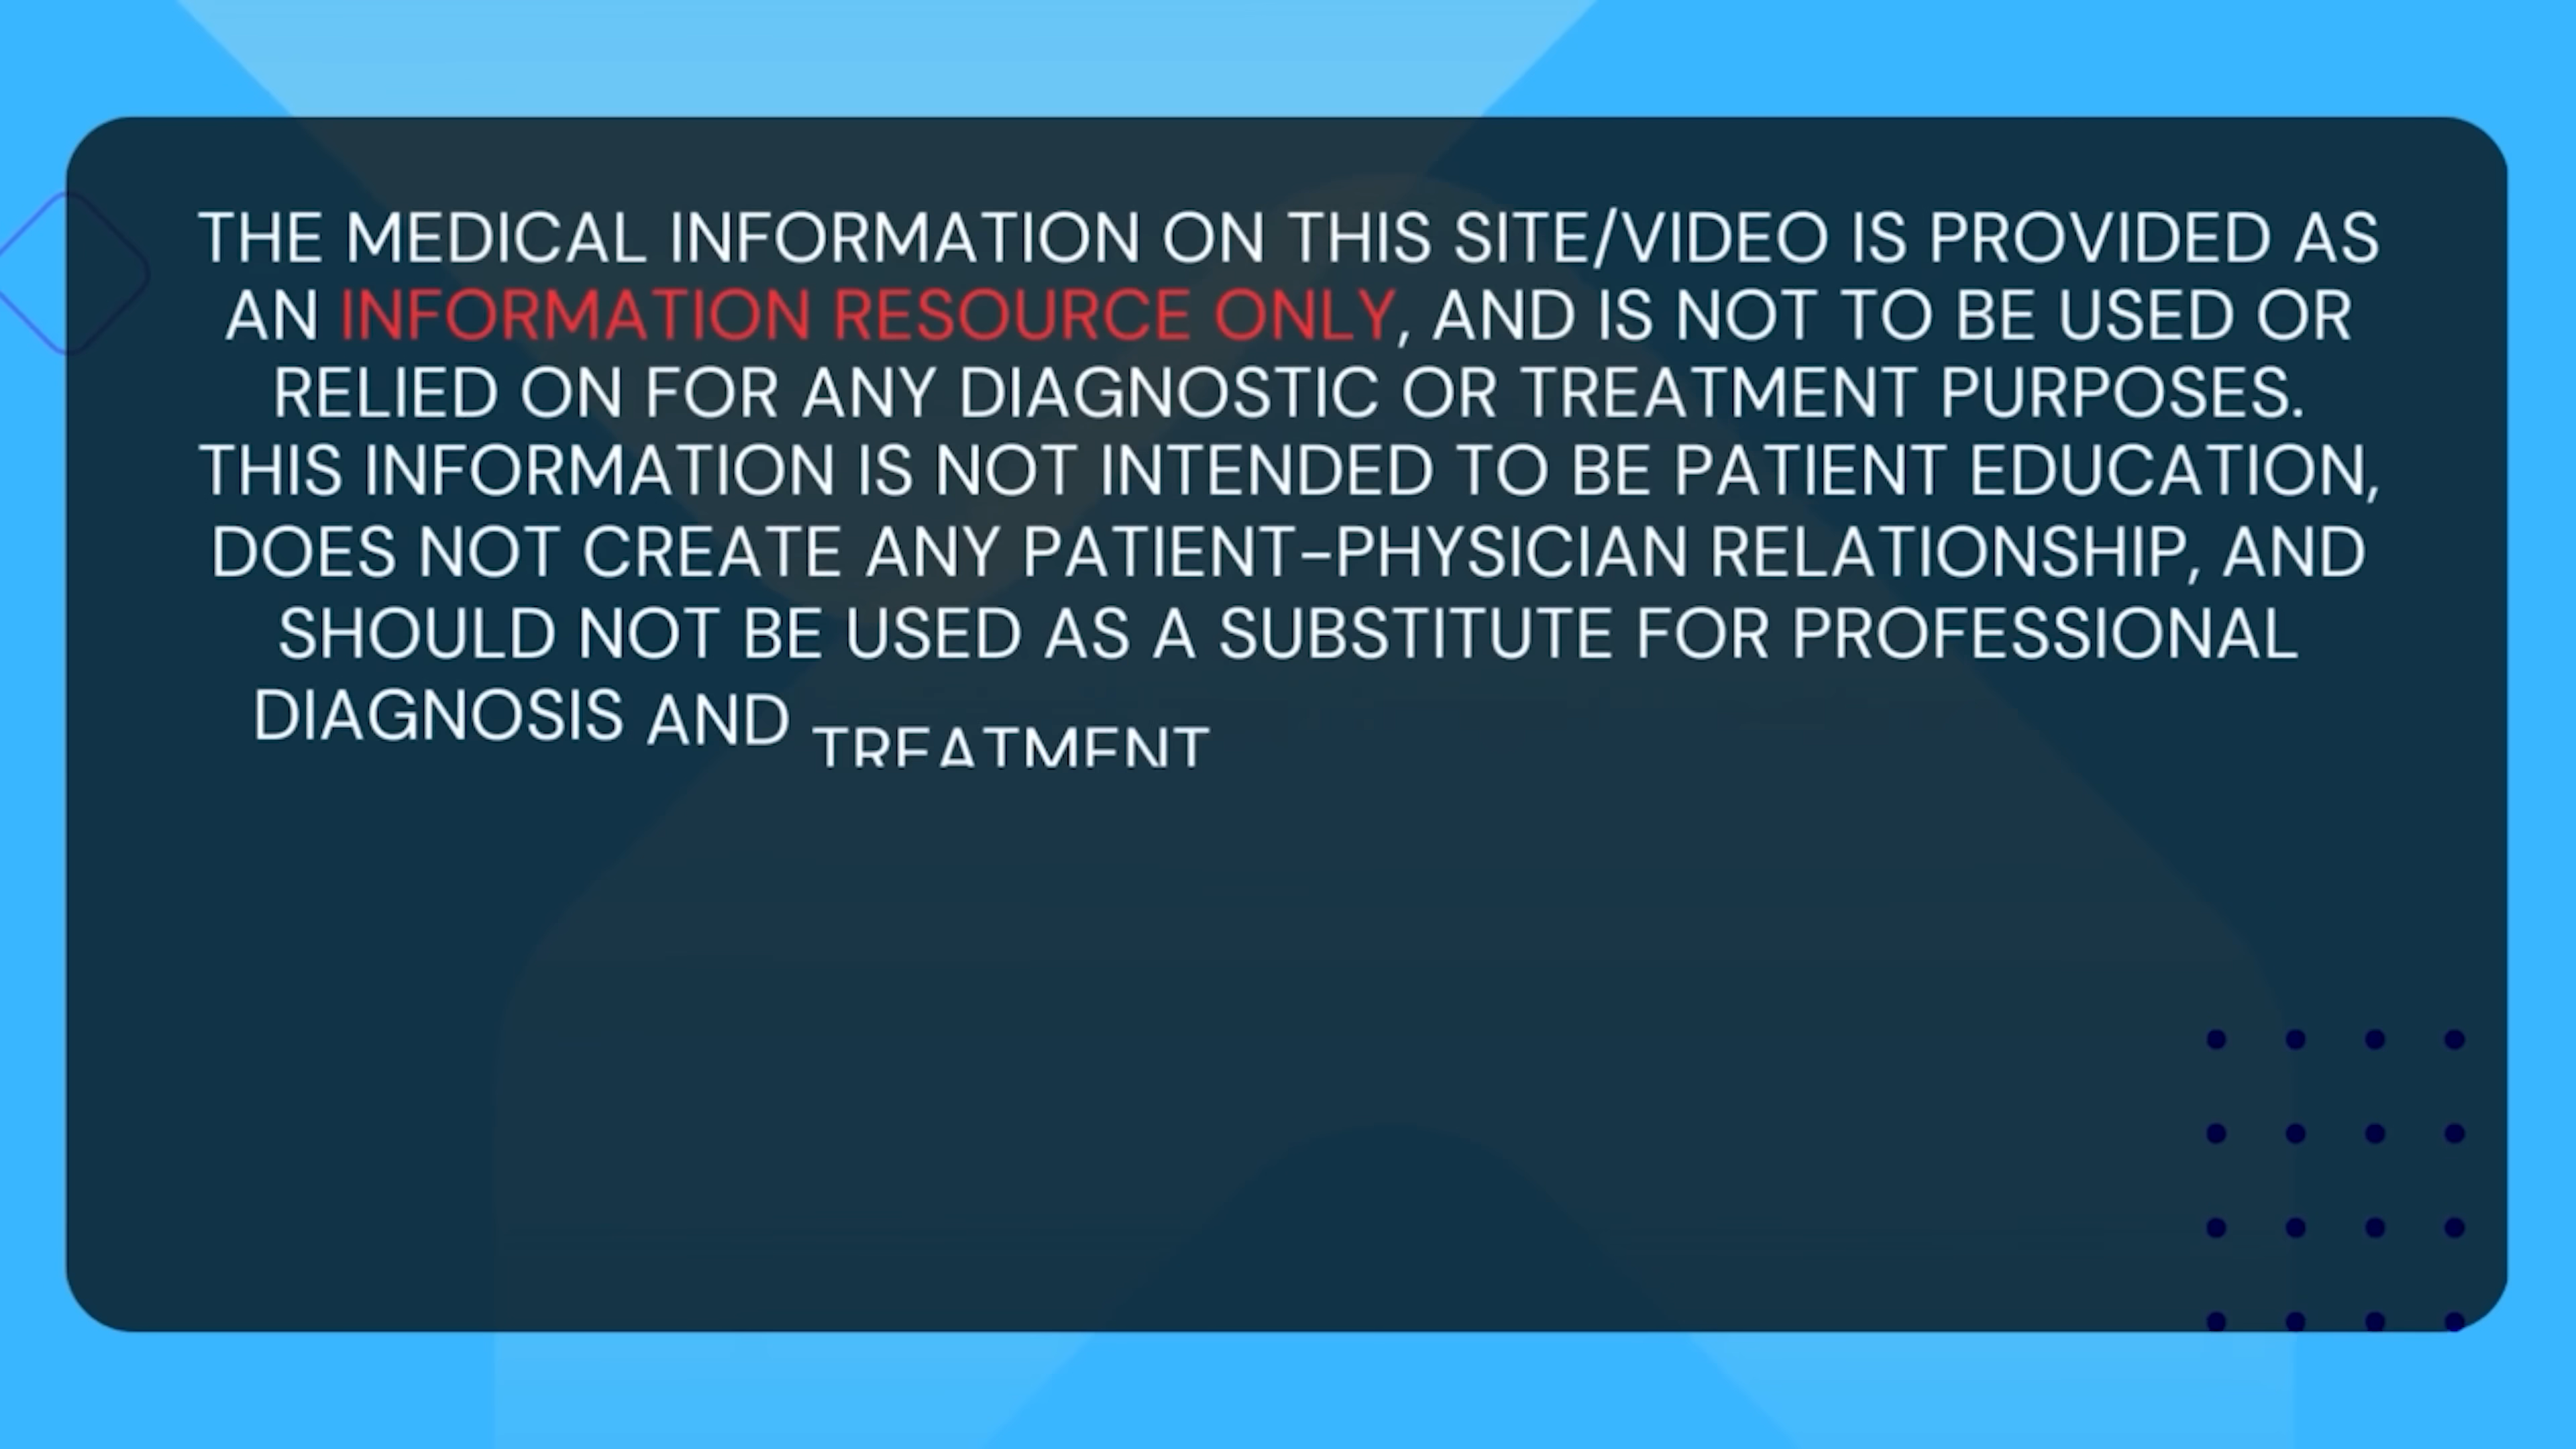 THE MEDICAL INFORMATION ON THIS SITE/VIDEO IS PROVIDED AS
AN INFORMATION RESOURCE ONLY, AND IS NOT TO BE USED OR
RELIED ON FOR ANY DIAGNOSTIC OR TREATMENT PURPOSES.
THIS INFORMATION IS NOT INTENDED TO BE PATIENT EDUCATION,
DOES NOT CREATE ANY PATIENT-PHYSICIAN RELATIONSHIP, AND
SHOULD NOT BE USED AS A SUBSTITUTE FOR PROFESSIONAL
DIAGNOSIS AND TREATMENT